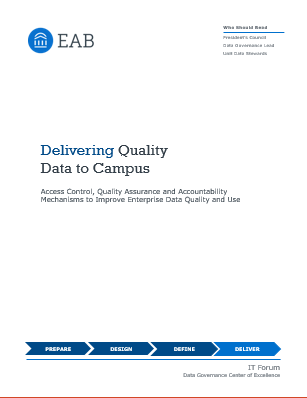 EAB
Who Should Read
President's Council
Data Governance Lead
Lead Data Stewards
Delivering Quality
Data to Campus
Access Control, Quality Assurance and Accountability
Mechanisms to Improve Enterprise Data Quality and Use
PREPARE DESIGN DEFINE DELIVER
IT Forum
Data Governance Center of Excellence